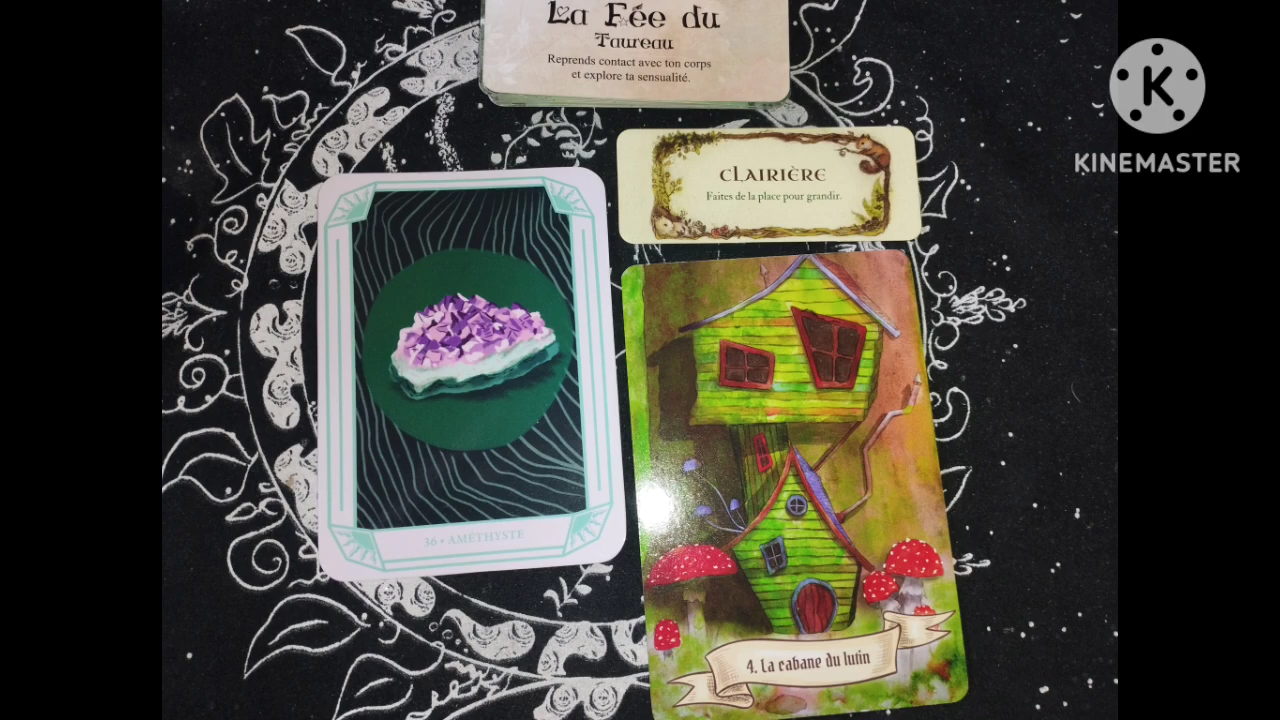 La Fée du
Taureau
Reprends contact avec ton corps
et explore ta sensualité.
K
KINEMASTER
CLAIRIÈRE
Faites de la place pour grandir.
36 • AMÉTHYSTE
4. La cabane du lutin